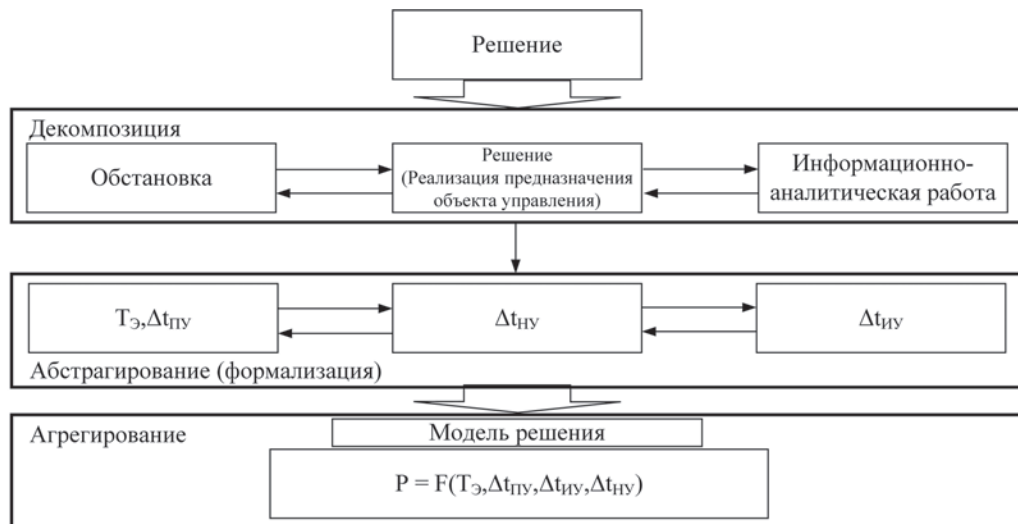 Решение
Декомпозиция
Обстановка
Решение
(Реализация предназначения
объекта управления)
Информационно-
аналитическая работа
Tэ,ΔtПУ
ΔtНУ
ΔtИУ
Абстрагирование (формализация)
Агрегирование
Модель решения
P = F(TЭ,ΔtПУ,ΔtИУ,ΔtНУ)